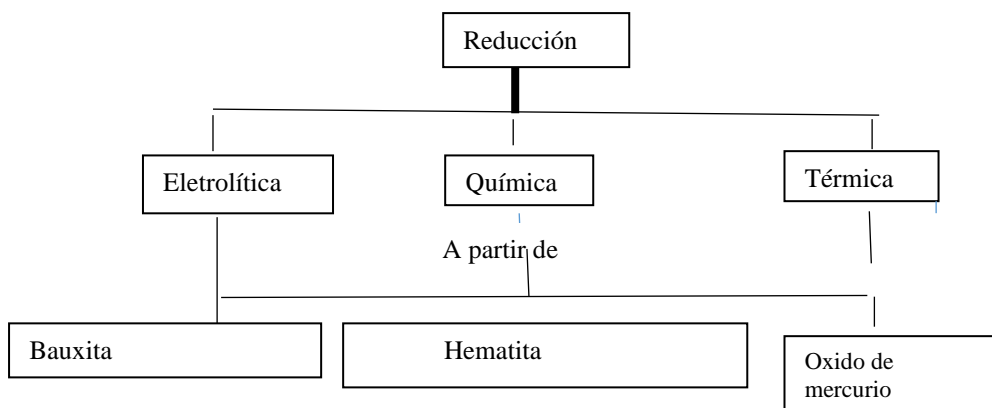 Reducción
Eletrolítica
Química
Térmica
A partir de
Bauxita
Hematita
Oxido de
mercurio